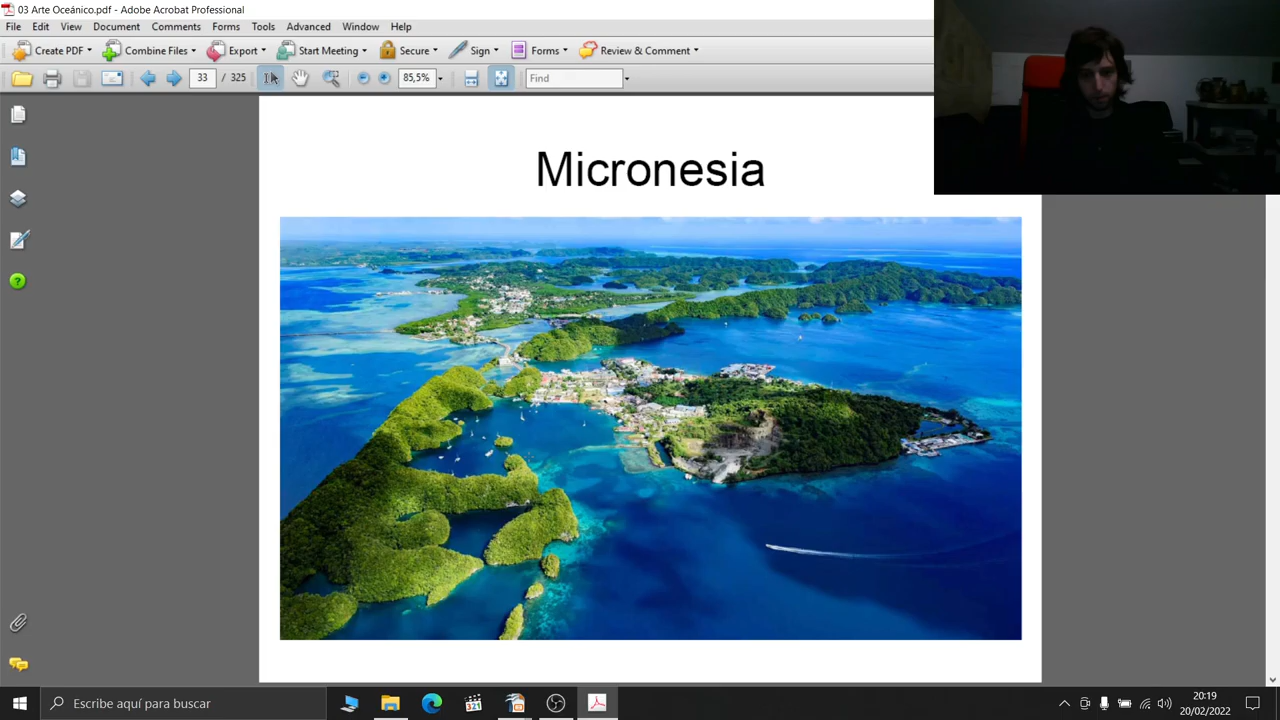 03 Arte Oceánico.pdf - Adobe Acrobat Professional
File Edit View Document Comments Forms Tools Advanced Window Help
Create PDF Combine Files Export Start Meeting Secure Sign Forms Review & Comment
33 / 325 85,5% Find
Micronesia
Escribe aquí para buscar
321
20:19
20/02/2022